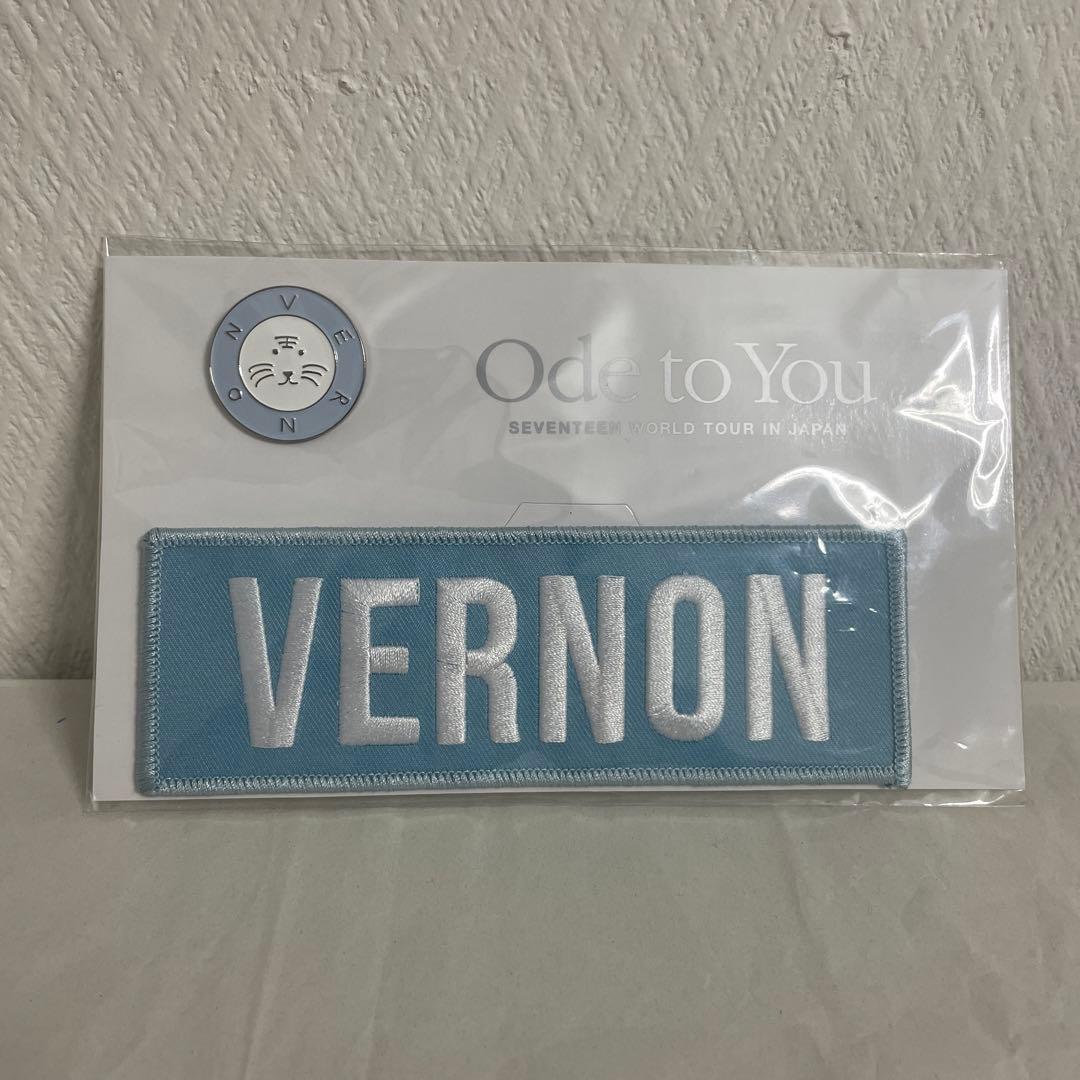 VERNON
Ode to You
SEVENTEEN WORLD TOUR IN JAPAN
VERNON